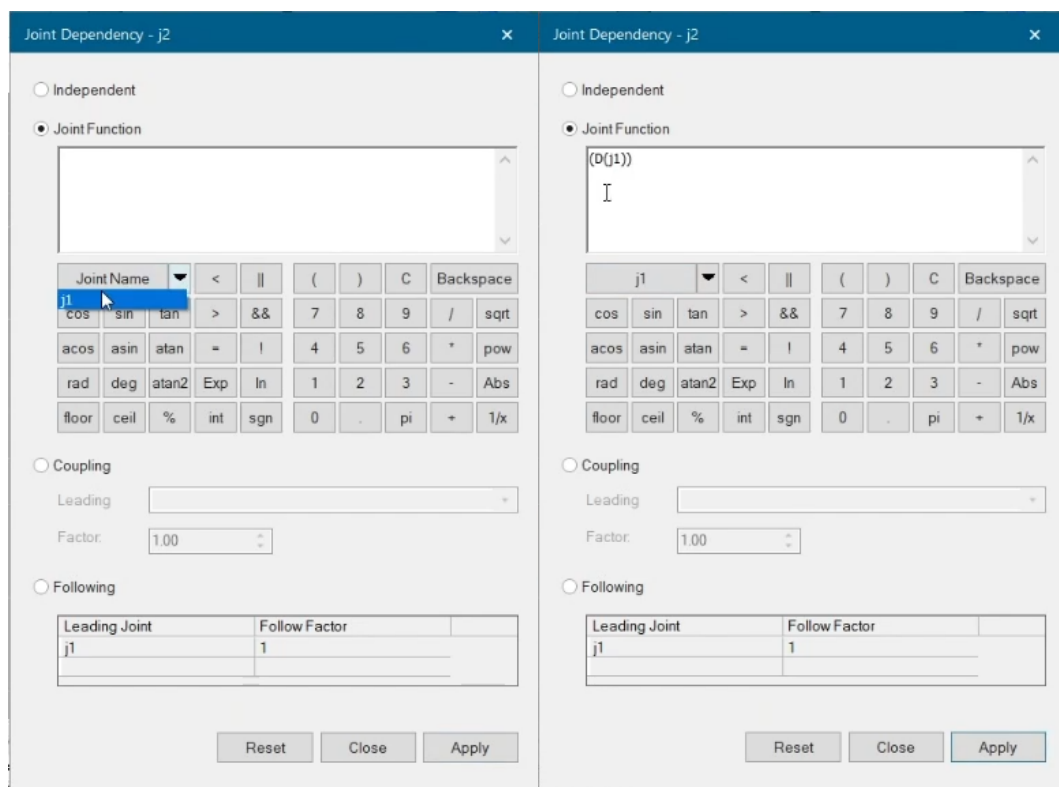 Joint Dependency - j2 ×
Independent
Joint Function
Joint Name < || ( ) C Backspace
j1
cos sin tan > && 7 8 9 / sqrt
acos asin atan = ! 4 5 6 * pow
rad deg atan2 Exp ln 1 2 3 - Abs
floor ceil % int sgn 0 . pi + 1/x
Coupling
Leading
Factor: 1.00
Following
Leading Joint Follow Factor
j1 1
Reset Close Apply
Joint Dependency - j2 ×
Independent
Joint Function
(D(j1))
j1 < || ( ) C Backspace
cos sin tan > && 7 8 9 / sqrt
acos asin atan = ! 4 5 6 * pow
rad deg atan2 Exp ln 1 2 3 - Abs
floor ceil % int sgn 0 . pi + 1/x
Coupling
Leading
Factor: 1.00
Following
Leading Joint Follow Factor
j1 1
Reset Close Apply